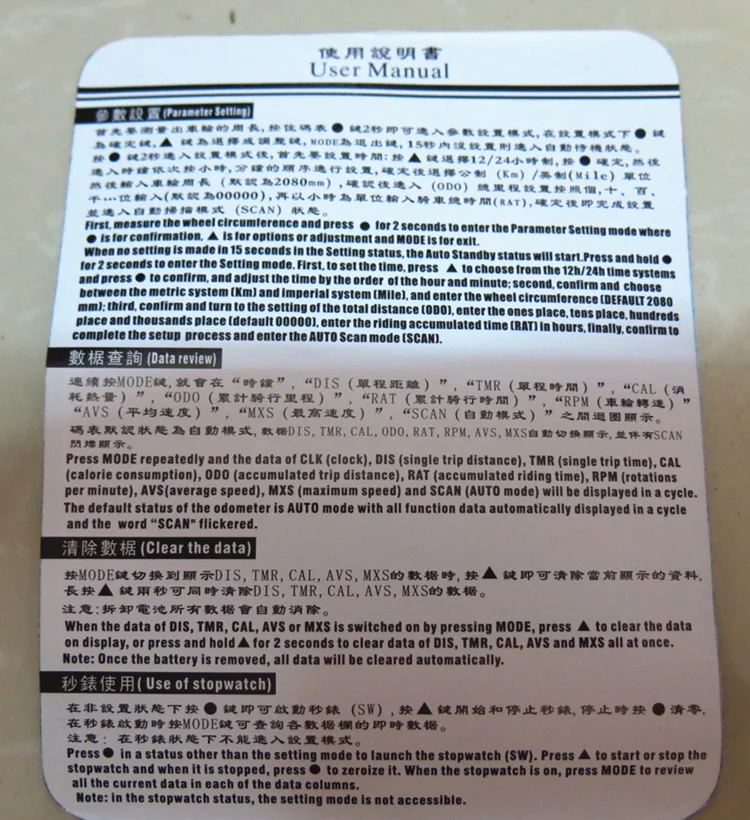 使用說明書
User Manual
參數設置 (Parameter Setting)
首先要測量出車輪的周長, 按住碼表 ● 鍵2秒即可進入參數設置模式, 在設置模式下 ● 鍵
為確定鍵, ▲ 鍵為選擇或調整鍵, MODE為退出鍵, 15秒內沒設置則進入自動待機狀態。
按 ● 鍵2秒進入設置模式後, 首先要設置時間: 按 ▲ 鍵選擇12/24小時制, 按 ● 確定, 然後
進入時鐘依次按小時, 分鐘的順序進行設置, 確定後選擇公制 (Km) /英制(Mile) 單位
然後輸入車輪周長 (默認為2080mm) , 確認後進入 (ODO) 總里程設置按照個, 十、百、
千…位輸入(默認為00000), 再以小時為單位輸入騎車總時間(RAT), 確定後即完成設置
並進入自動掃描模式 (SCAN) 狀態。
First, measure the wheel circumference and press ● for 2 seconds to enter the Parameter Setting mode where
● is for confirmation, ▲ is for options or adjustment and MODE is for exit.
When no setting is made in 15 seconds in the Setting status, the Auto Standby status will start.Press and hold ●
for 2 seconds to enter the Setting mode. First, to set the time, press ▲ to choose from the 12h/24h time systems
and press ● to confirm, and adjust the time by the order of the hour and minute; second, confirm and choose
between the metric system (Km) and imperial system (Mile), and enter the wheel circumference (DEFAULT 2080
mm); third, confirm and turn to the setting of the total distance (ODO), enter the ones place, tens place, hundreds
place and thousands place (default 00000), enter the riding accumulated time (RAT) in hours, finally, confirm to
complete the setup process and enter the AUTO Scan mode (SCAN).
數椐查詢 (Data review)
連續按MODE鍵, 就會在 “時鐘”, “DIS (單程距離) ”, “TMR (單程時間) ”, “CAL (消
耗熱量) ”, “ODO (累計騎行里程) ”, “RAT (累計騎行時間) ”, “RPM (車輪轉速) ”
“AVS (平均速度) ”, “MXS (最高速度) ”, “SCAN (自動模式) ” 之間迴圈顯示。
碼表默認狀態為自動模式, 數椐DIS, TMR, CAL, ODO, RAT, RPM, AVS, MXS自動切換顯示, 並伴有SCAN
閃爍顯示。
Press MODE repeatedly and the data of CLK (clock), DIS (single trip distance), TMR (single trip time), CAL
(calorie consumption), ODO (accumulated trip distance), RAT (accumulated riding time), RPM (rotations
per minute), AVS(average speed), MXS (maximum speed) and SCAN (AUTO mode) will be displayed in a cycle.
The default status of the odometer is AUTO mode with all function data automatically displayed in a cycle
and the word “SCAN” flickered.
清除數椐 (Clear the data)
按MODE鍵切換到顯示DIS, TMR, CAL, AVS, MXS的數椐時, 按 ▲ 鍵即可清除當前顯示的資料,
長按 ▲ 鍵兩秒可同時清除DIS, TMR, CAL, AVS, MXS的數椐。
注意:拆卸電池所有數椐會自動消除。
When the data of DIS, TMR, CAL, AVS or MXS is switched on by pressing MODE, press ▲ to clear the data
on display, or press and hold ▲ for 2 seconds to clear data of DIS, TMR, CAL, AVS and MXS all at once.
Note: Once the battery is removed, all data will be cleared automatically.
秒錶使用 ( Use of stopwatch)
在非設置狀態下按 ● 鍵即可啟動秒錶 (SW) , 按 ▲ 鍵開始和停止秒錶, 停止時按 ● 清零.
在秒錶啟動時按MODE鍵可查詢各數椐欄的即時數椐。
注意: 在秒錶狀態下不能進入設置模式。
Press ● in a status other than the setting mode to launch the stopwatch (SW). Press ▲ to start or stop the
stopwatch and when it is stopped, press ● to zeroize it. When the stopwatch is on, press MODE to review
all the current data in each of the data columns.
Note: in the stopwatch status, the setting mode is not accessible.